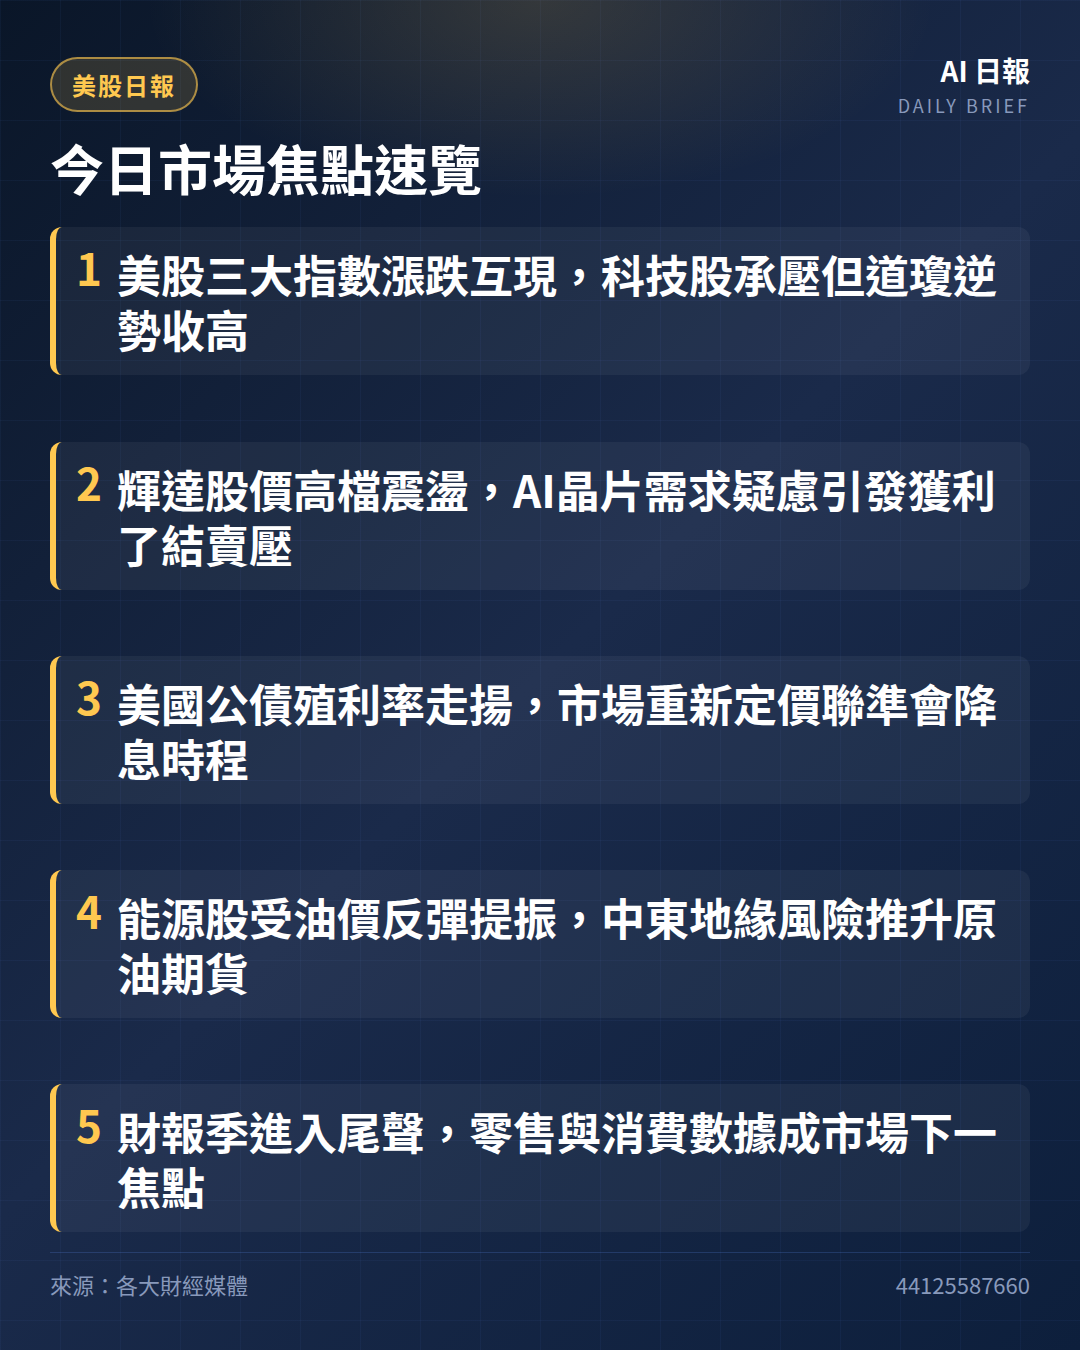 美股日報
AI 日報
DAILY BRIEF
今日市場焦點速覽
1 美股三大指數漲跌互現，科技股承壓但道瓊逆
勢收高
2 輝達股價高檔震盪，AI晶片需求疑慮引發獲利
了結賣壓
3 美國公債殖利率走揚，市場重新定價聯準會降
息時程
4 能源股受油價反彈提振，中東地緣風險推升原
油期貨
5 財報季進入尾聲，零售與消費數據成市場下一
焦點
來源：各大財經媒體
44125587660